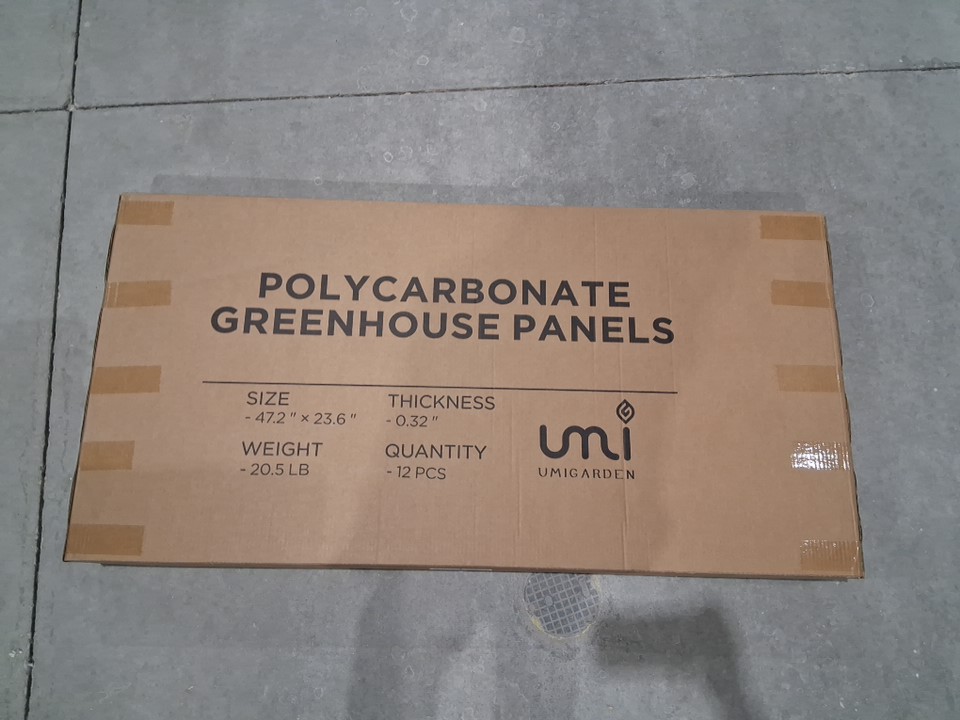 POLYCARBONATE
GREENHOUSE PANELS
SIZE
- 47.2 " × 23.6 "
THICKNESS
- 0.32 "
WEIGHT
- 20.5 LB
QUANTITY
- 12 PCS
umi
UMIGARDEN